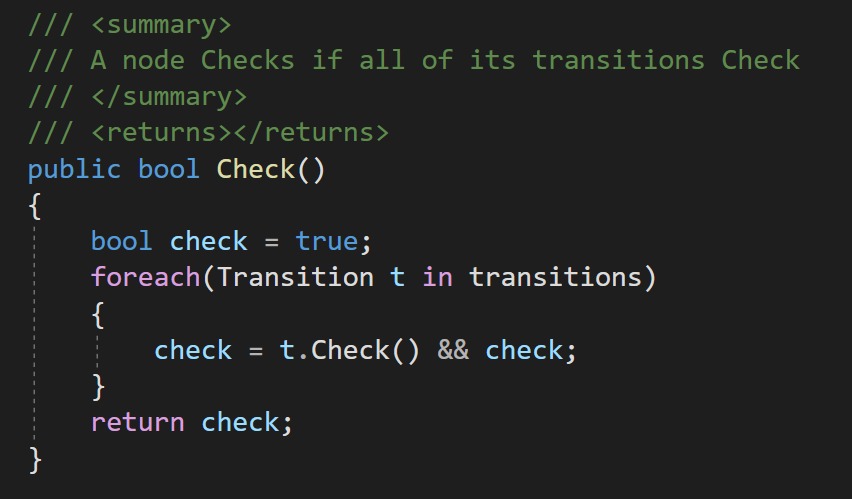 /// <summary>
/// A node Checks if all of its transitions Check
/// </summary>
/// <returns></returns>
public bool Check()
{
    bool check = true;
    foreach(Transition t in transitions)
    {
        check = t.Check() && check;
    }
    return check;
}